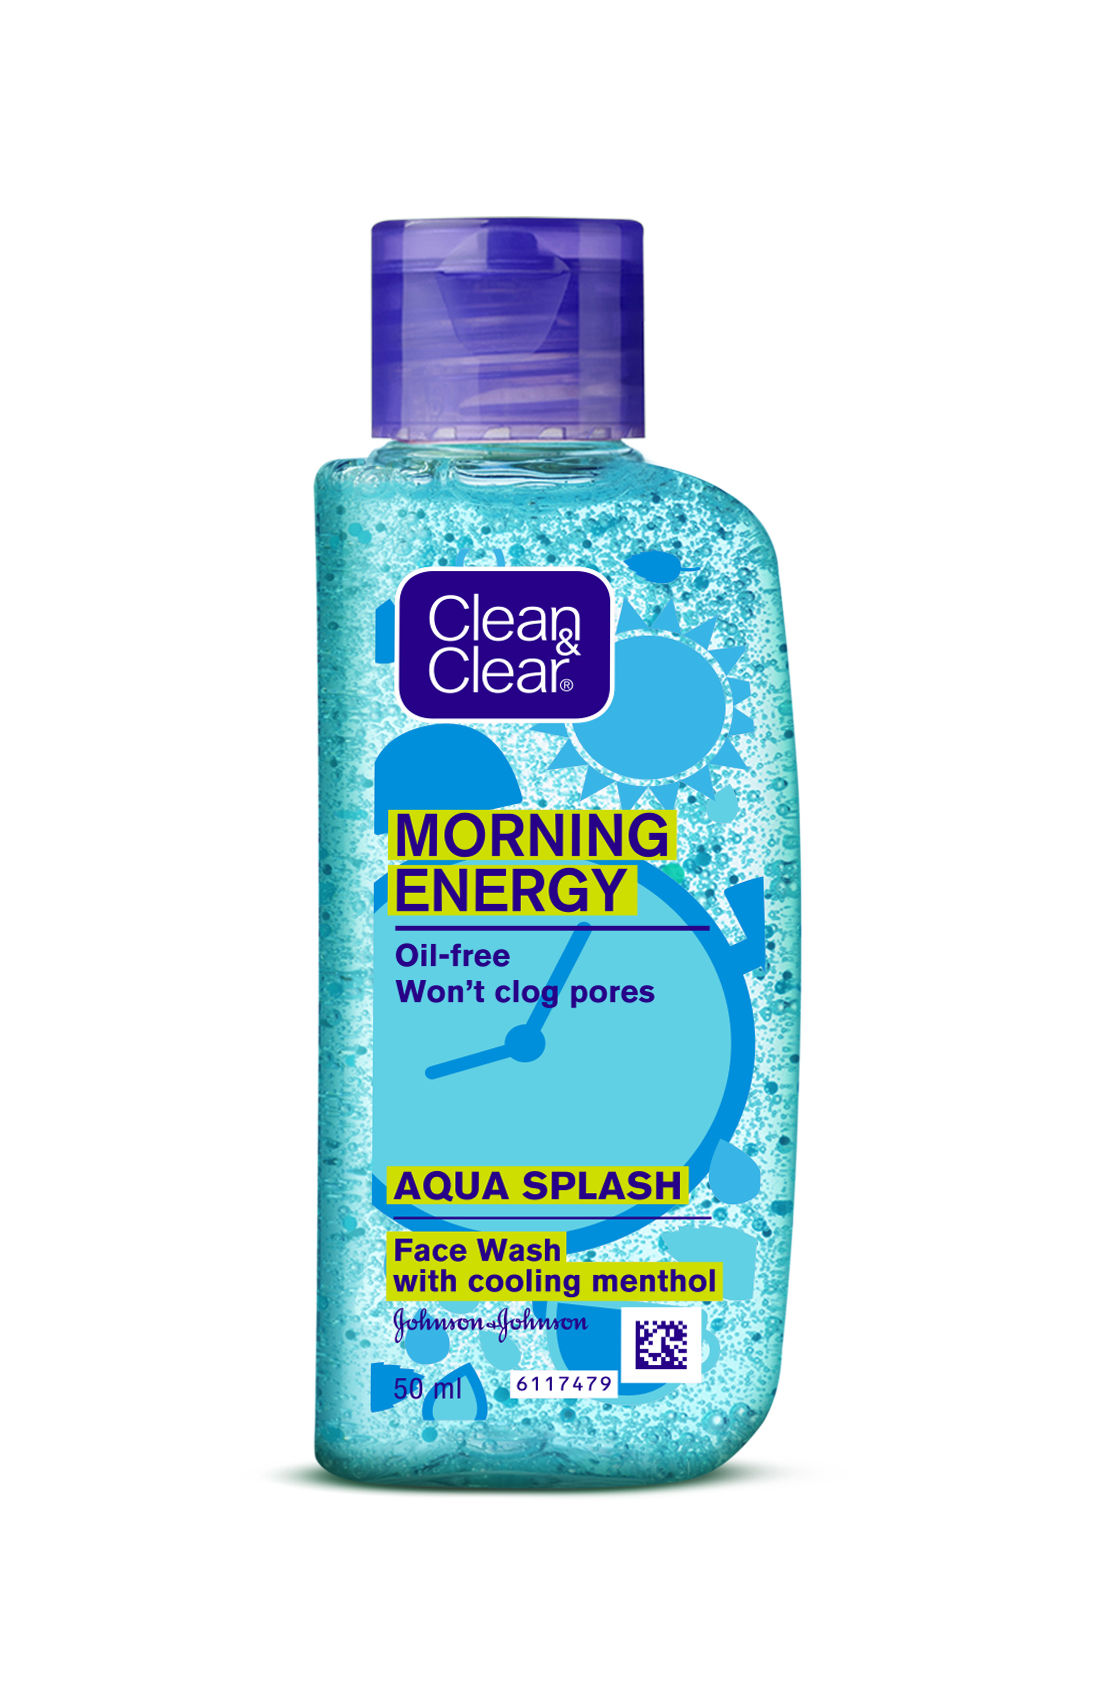 Clean
&
Clear®
MORNING
ENERGY
Oil-free
Won't clog pores
AQUA SPLASH
Face Wash
with cooling menthol
Johnson & Johnson
50 ml
6117479